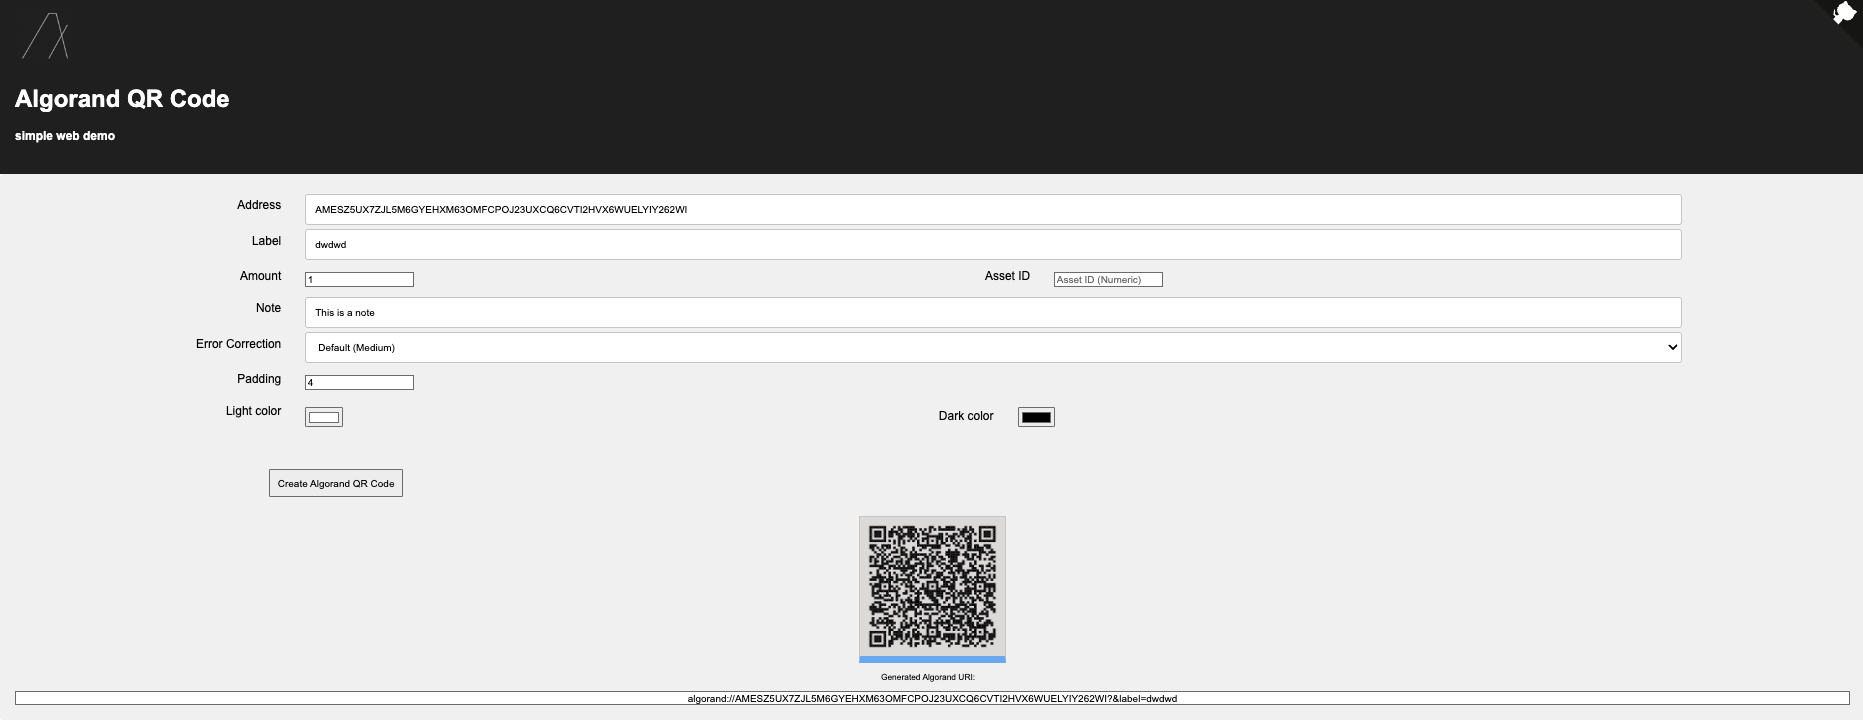 Algorand QR Code
simple web demo
Address AMESZ5UX7ZJL5M6GYEHXM63OMFCPOJ23UXCQ6CVTI2HVX6WUELYIY262WI
Label dwdwd
Amount 1 Asset ID Asset ID (Numeric)
Note This is a note
Error Correction Default (Medium)
Padding 4
Light color Dark color
Create Algorand QR Code
Generated Algorand URI:
algorand://AMESZ5UX7ZJL5M6GYEHXM63OMFCPOJ23UXCQ6CVTI2HVX6WUELYIY262WI?&label=dwdwd